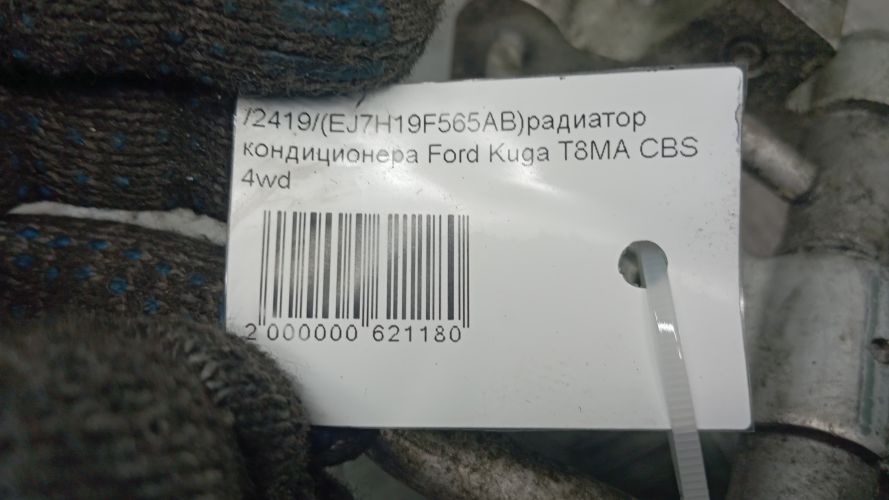 /2419/(EJ7H19F565AB)радиатор
кондиционера Ford Kuga T8MA CBS
4wd
2 000000 621180